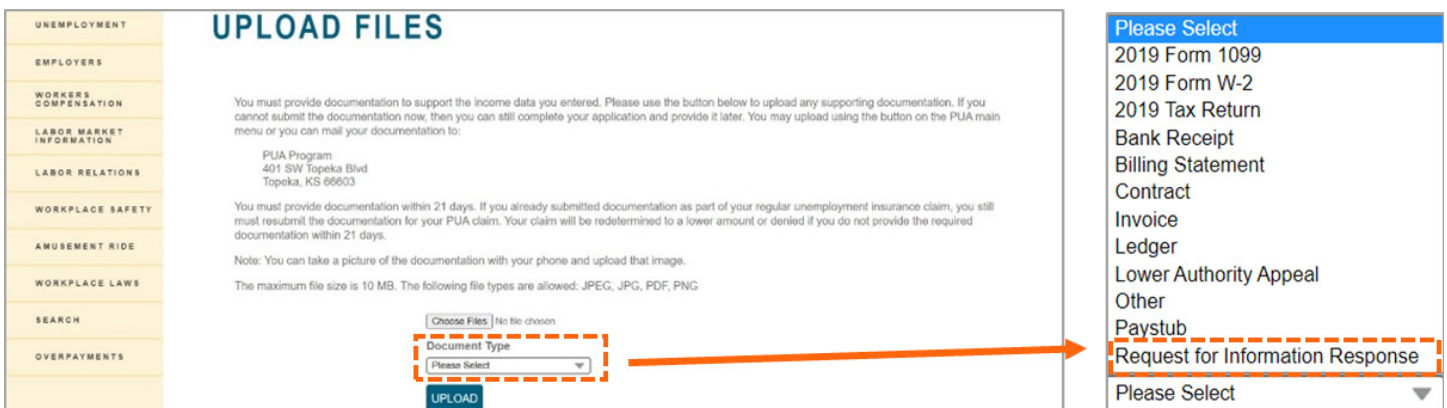 UNEMPLOYMENT
EMPLOYERS
WORKERS
COMPENSATION
LABOR MARKET
INFORMATION
LABOR RELATIONS
WORKPLACE SAFETY
AMUSEMENT RIDE
WORKPLACE LAWS
SEARCH
OVERPAYMENTS
UPLOAD FILES
You must provide documentation to support the income data you entered. Please use the button below to upload any supporting documentation. If you
cannot submit the documentation now, then you can still complete your application and provide it later. You may upload using the button on the PUA main
menu or you can mail your documentation to:
PUA Program
401 SW Topeka Blvd
Topeka, KS 66603
You must provide documentation within 21 days. If you already submitted documentation as part of your regular unemployment insurance claim, you still
must resubmit the documentation for your PUA claim. Your claim will be redetermined to a lower amount or denied if you do not provide the required
documentation within 21 days.
Note: You can take a picture of the documentation with your phone and upload that image.
The maximum file size is 10 MB. The following file types are allowed: JPEG, JPG, PDF, PNG
Choose Files No file chosen
Document Type
Please Select
UPLOAD
Please Select
2019 Form 1099
2019 Form W-2
2019 Tax Return
Bank Receipt
Billing Statement
Contract
Invoice
Ledger
Lower Authority Appeal
Other
Paystub
Request for Information Response
Please Select